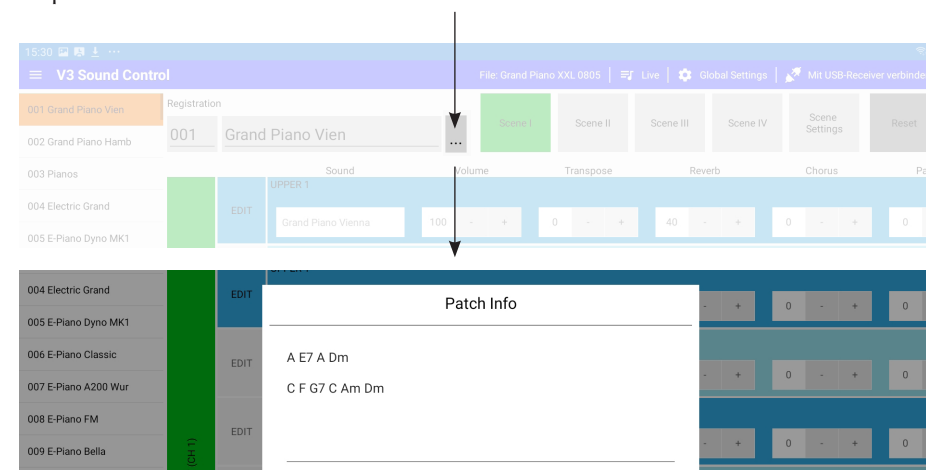 15:30
V3 Sound Control File: Grand Piano XXL 0805 Live Global Settings Mit USB-Receiver verbinde
001 Grand Piano Vien
002 Grand Piano Hamb
003 Pianos
004 Electric Grand
005 E-Piano Dyno MK1
Registration
001 Grand Piano Vien ... Scene I Scene II Scene III Scene IV Scene Settings Reset
Sound Volume Transpose Reverb Chorus Pa
UPPER 1
EDIT Grand Piano Vienna 100 - + 0 - + 40 - + 0 - + 0
004 Electric Grand
005 E-Piano Dyno MK1
006 E-Piano Classic
007 E-Piano A200 Wur
008 E-Piano FM
009 E-Piano Bella
(CH 1)
EDIT - + 0 - + 0
EDIT - + 0 - + 0
EDIT - + 0 - + 0
Patch Info
A E7 A Dm
C F G7 C Am Dm